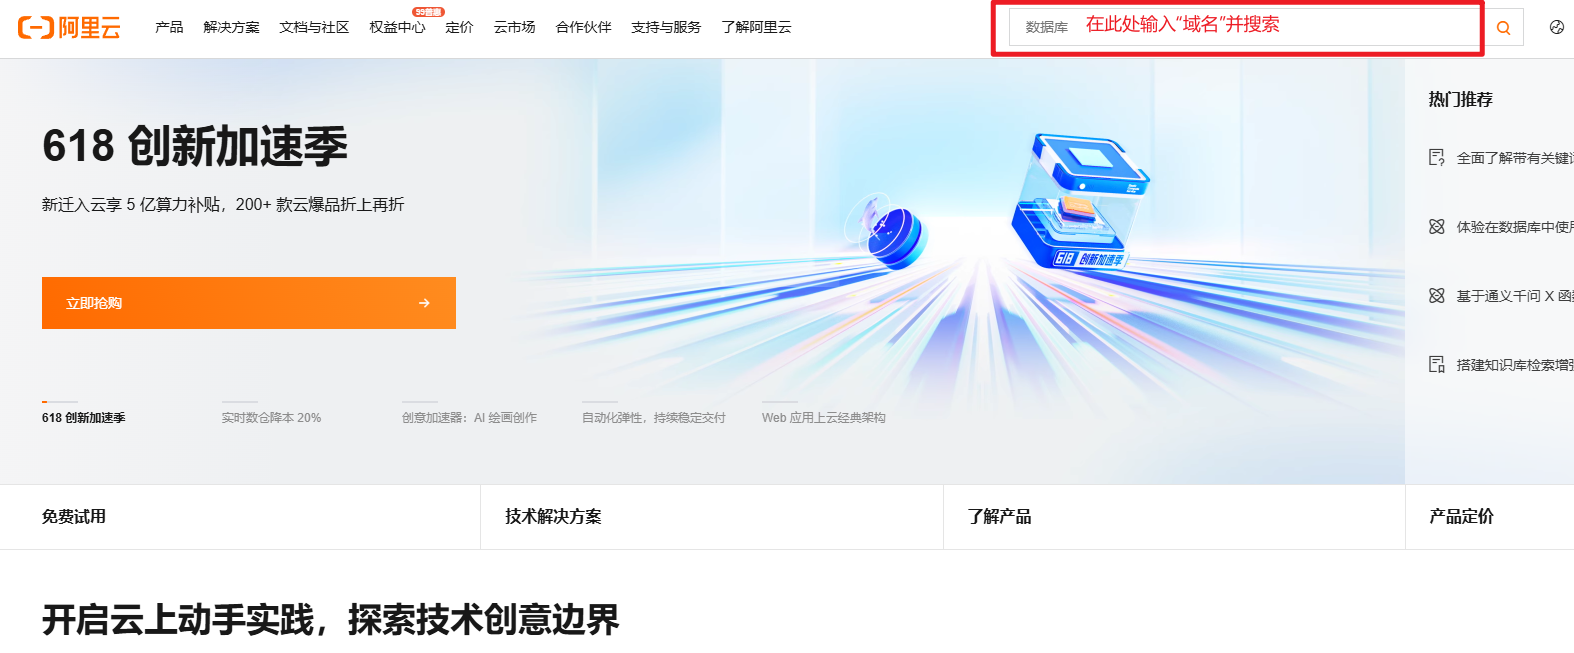 阿里云
产品 解决方案 文档与社区 权益中心 55普惠 定价 云市场 合作伙伴 支持与服务 了解阿里云
数据库 在此处输入“域名”并搜索
618 创新加速季
新迁入云享 5 亿算力补贴，200+ 款云爆品折上再折
立即抢购
618 创新加速季
618 创新加速季 实时数仓降本 20% 创意加速器：AI 绘画创作 自动化弹性，持续稳定交付 Web 应用上云经典架构
热门推荐
全面了解带有关键
体验在数据库中使
基于通义千问 X 函
搭建知识库检索增
免费试用 技术解决方案 了解产品 产品定价
开启云上动手实践，探索技术创意边界